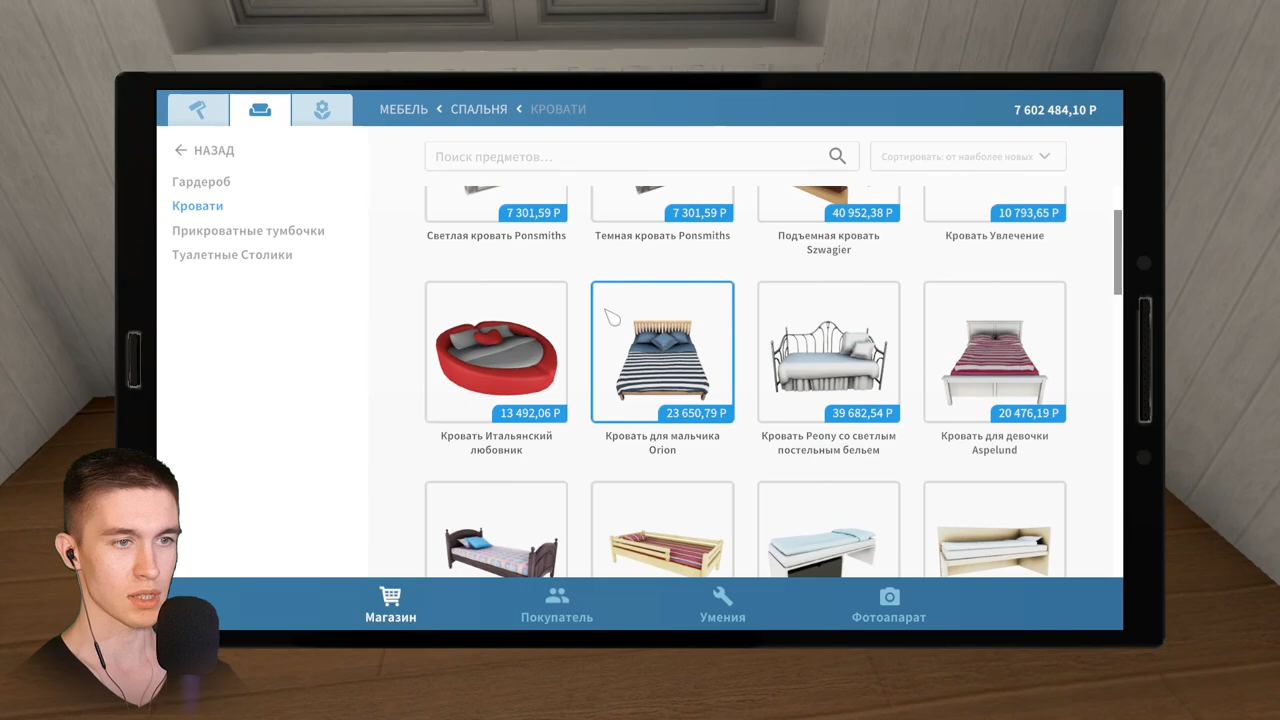 МЕБЕЛЬ < СПАЛЬНЯ < КРОВАТИ
7 602 484,10 P
НАЗАД
Поиск предметов...
Сортировать: от наиболее новых
Гардероб
Кровати
Прикроватные тумбочки
Туалетные Столики
7 301,59 P
7 301,59 P
40 952,38 P
10 793,65 P
Светлая кровать Ponsmiths
Темная кровать Ponsmiths
Подъемная кровать
Szwagier
Кровать Увлечение
13 492,06 P
23 650,79 P
39 682,54 P
20 476,19 P
Кровать Итальянский
любовник
Кровать для мальчика
Orion
Кровать Peony со светлым
постельным бельем
Кровать для девочки
Aspelund
Магазин
Покупатель
Умения
Фотоаппарат